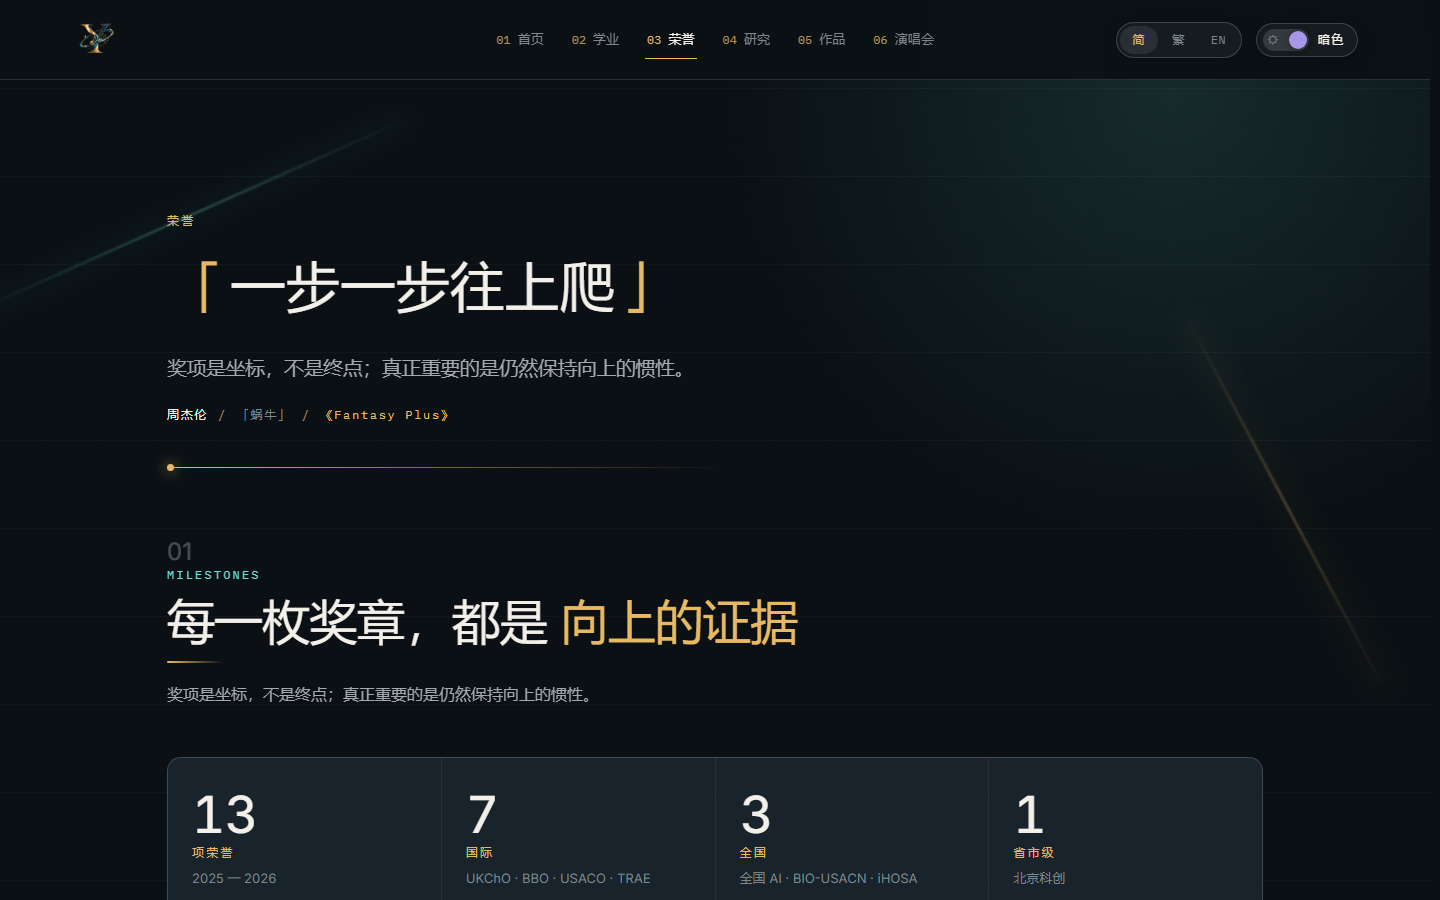 01 首页 02 学业 03 荣誉 04 研究 05 作品 06 演唱会 简 繁 EN 暗色
荣誉
「一步一步往上爬」
奖项是坐标，不是终点；真正重要的是仍然保持向上的惯性。
周杰伦 / 「蜗牛」 / 《Fantasy Plus》
01
MILESTONES
每一枚奖章，都是 向上的证据
奖项是坐标，不是终点；真正重要的是仍然保持向上的惯性。
13 7 3 1
项荣誉 国际 全国 省市级
2025 — 2026 UKChO · BBO · USACO · TRAE 全国 AI · BIO-USACN · iHOSA 北京科创